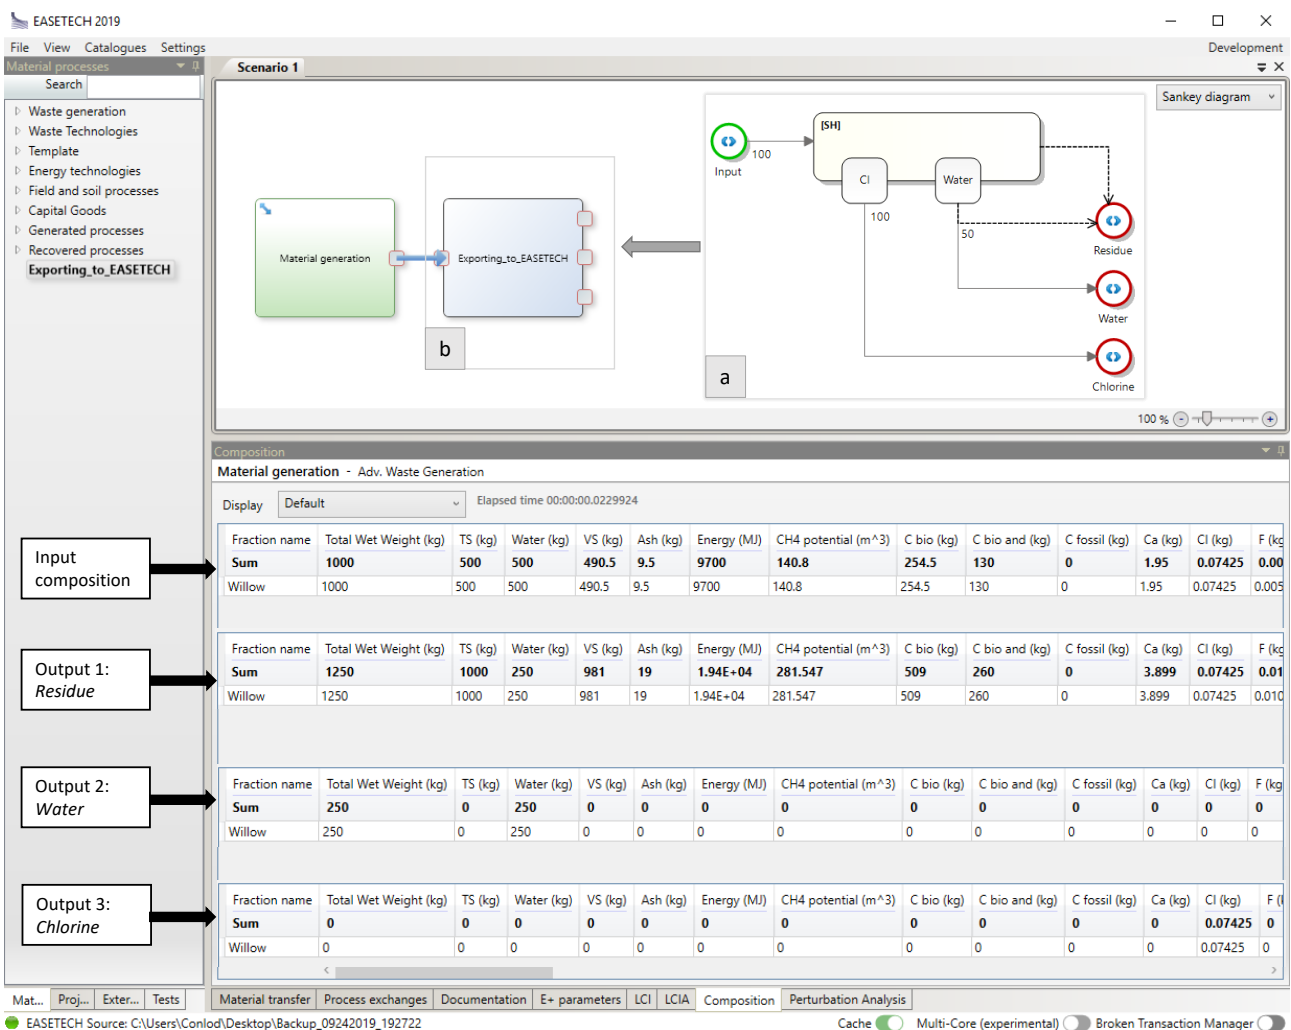 EASETECH 2019
File View Catalogues Settings
Development
Material processes
Search
Waste generation
Waste Technologies
Template
Energy technologies
Field and soil processes
Capital Goods
Generated processes
Recovered processes
Exporting_to_EASETECH
Scenario 1
Sankey diagram
Material generation
Exporting_to_EASETECH
b
[SH]
Input
100
Cl
Water
100
50
Residue
Water
Chlorine
a
100 %
Composition
Material generation - Adv. Waste Generation
Display Default Elapsed time 00:00:00.0229924
Input
composition
Fraction name Total Wet Weight (kg) TS (kg) Water (kg) VS (kg) Ash (kg) Energy (MJ) CH4 potential (m^3) C bio (kg) C bio and (kg) C fossil (kg) Ca (kg) Cl (kg) F (kg
Sum 1000 500 500 490.5 9.5 9700 140.8 254.5 130 0 1.95 0.07425 0.00
Willow 1000 500 500 490.5 9.5 9700 140.8 254.5 130 0 1.95 0.07425 0.005
Output 1:
Residue
Fraction name Total Wet Weight (kg) TS (kg) Water (kg) VS (kg) Ash (kg) Energy (MJ) CH4 potential (m^3) C bio (kg) C bio and (kg) C fossil (kg) Ca (kg) Cl (kg) F (kg
Sum 1250 1000 250 981 19 1.94E+04 281.547 509 260 0 3.899 0.07425 0.01
Willow 1250 1000 250 981 19 1.94E+04 281.547 509 260 0 3.899 0.07425 0.010
Output 2:
Water
Fraction name Total Wet Weight (kg) TS (kg) Water (kg) VS (kg) Ash (kg) Energy (MJ) CH4 potential (m^3) C bio (kg) C bio and (kg) C fossil (kg) Ca (kg) Cl (kg) F (kg
Sum 250 0 250 0 0 0 0 0 0 0 0 0 0
Willow 250 0 250 0 0 0 0 0 0 0 0 0 0
Output 3:
Chlorine
Fraction name Total Wet Weight (kg) TS (kg) Water (kg) VS (kg) Ash (kg) Energy (MJ) CH4 potential (m^3) C bio (kg) C bio and (kg) C fossil (kg) Ca (kg) Cl (kg) F (
Sum 0 0 0 0 0 0 0 0 0 0 0 0.07425 0
Willow 0 0 0 0 0 0 0 0 0 0 0 0.07425 0
Mat... Proj... Exter... Tests
Material transfer Process exchanges Documentation E+ parameters LCI LCIA Composition Perturbation Analysis
EASETECH Source: C:\Users\Conlod\Desktop\Backup_09242019_192722
Cache Multi-Core (experimental) Broken Transaction Manager